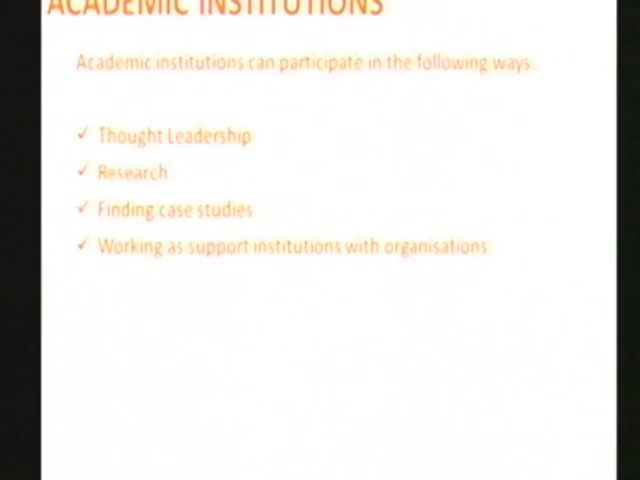 ACADEMIC INSTITUTIONS
Academic institutions can participate in the following ways:
✓ Thought Leadership
✓ Research
✓ Finding case studies
✓ Working as support institutions with organisations